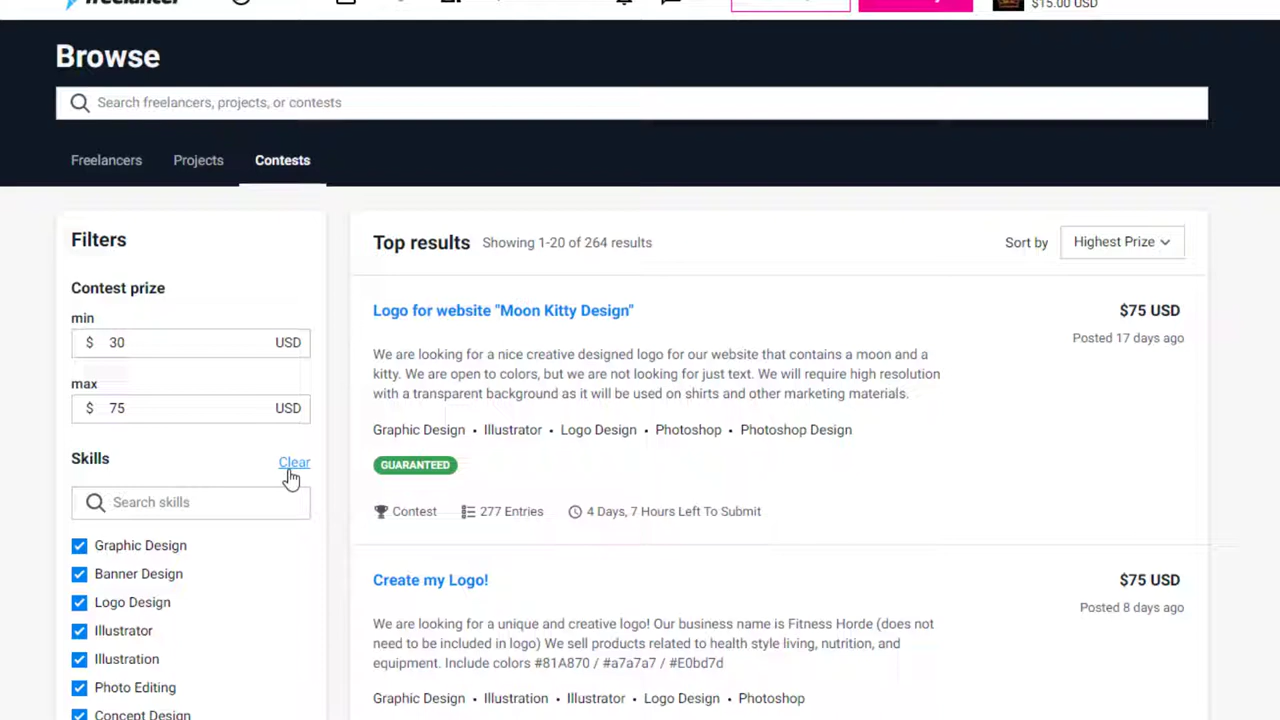 freelancer
$15.00 USD
Browse
Search freelancers, projects, or contests
Freelancers Projects Contests
Filters
Contest prize
min
$ 30 USD
max
$ 75 USD
Skills Clear
Search skills
Graphic Design
Banner Design
Logo Design
Illustrator
Illustration
Photo Editing
Concept Design
Top results Showing 1-20 of 264 results Sort by Highest Prize
Logo for website "Moon Kitty Design" $75 USD
Posted 17 days ago
We are looking for a nice creative designed logo for our website that contains a moon and a
kitty. We are open to colors, but we are not looking for just text. We will require high resolution
with a transparent background as it will be used on shirts and other marketing materials.
Graphic Design • Illustrator • Logo Design • Photoshop • Photoshop Design
GUARANTEED
Contest 277 Entries 4 Days, 7 Hours Left To Submit
Create my Logo! $75 USD
Posted 8 days ago
We are looking for a unique and creative logo! Our business name is Fitness Horde (does not
need to be included in logo) We sell products related to health style living, nutrition, and
equipment. Include colors #81A870 / #a7a7a7 / #E0bd7d
Graphic Design • Illustration • Illustrator • Logo Design • Photoshop